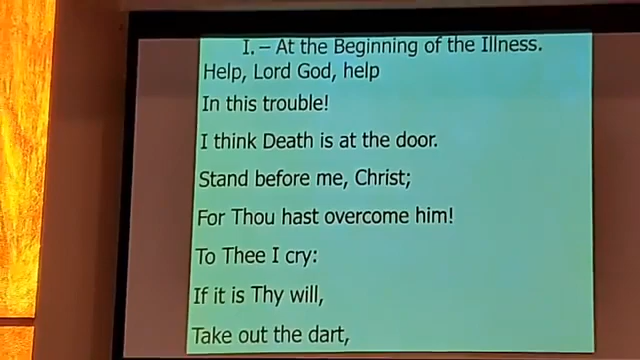 I. – At the Beginning of the Illness.
Help, Lord God, help
In this trouble!
I think Death is at the door.
Stand before me, Christ;
For Thou hast overcome him!
To Thee I cry:
If it is Thy will,
Take out the dart,